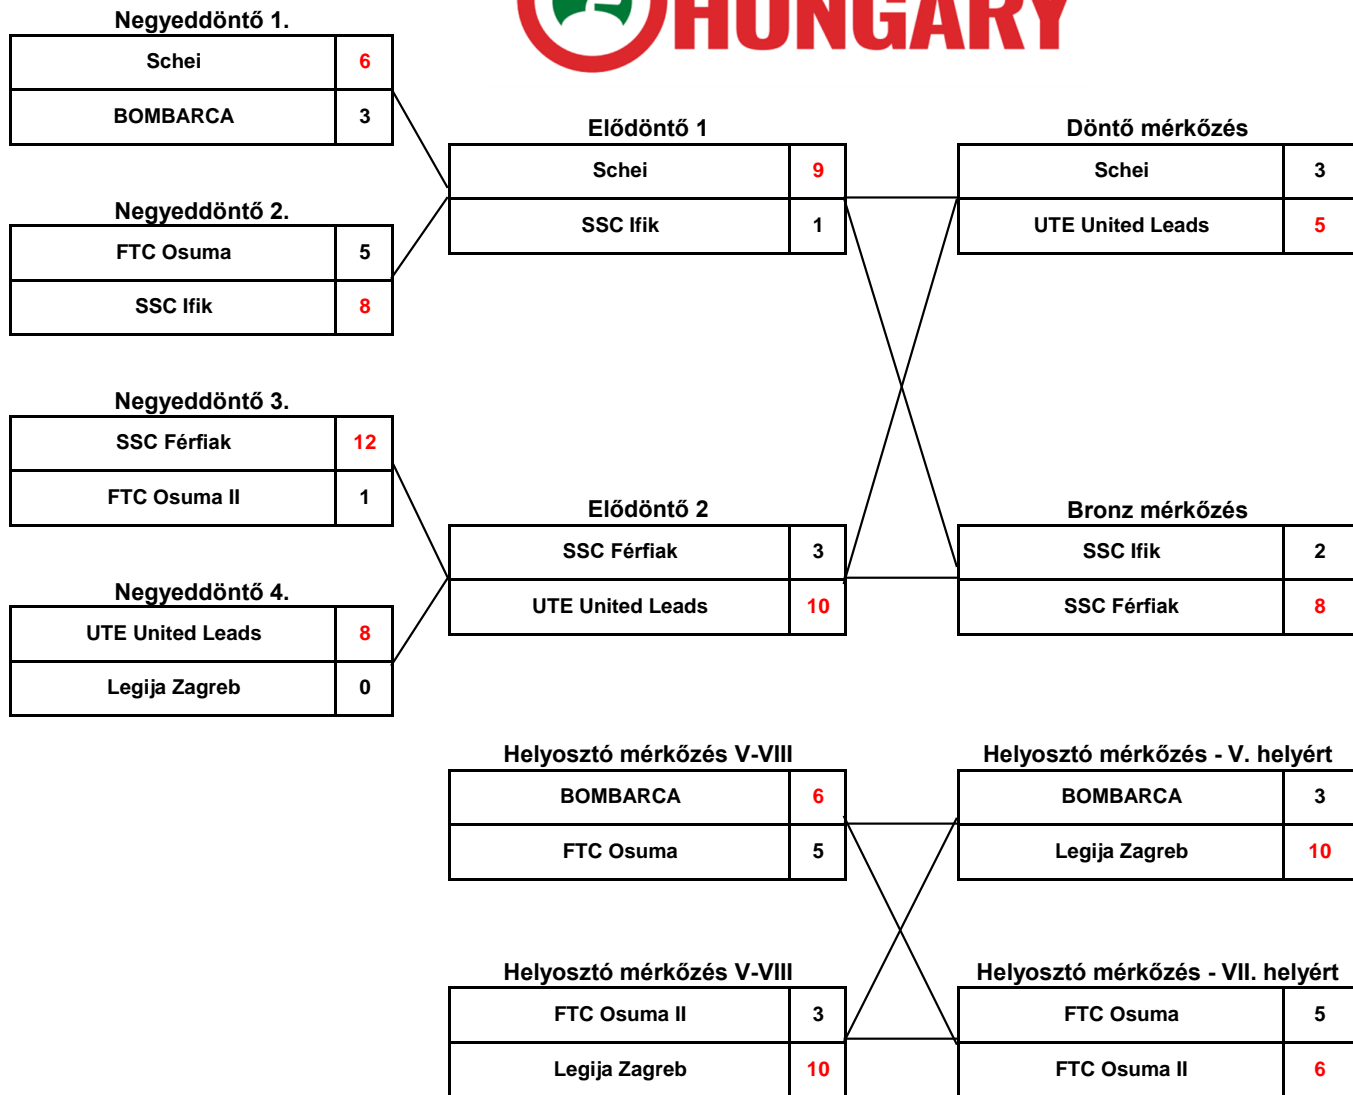 HUNGARY
Negyeddöntő 1.
Schei 6
BOMBARCA 3
Negyeddöntő 2.
FTC Osuma 5
SSC Ifik 8
Negyeddöntő 3.
SSC Férfiak 12
FTC Osuma II 1
Negyeddöntő 4.
UTE United Leads 8
Legija Zagreb 0
Elődöntő 1
Schei 9
SSC Ifik 1
Elődöntő 2
SSC Férfiak 3
UTE United Leads 10
Döntő mérkőzés
Schei 3
UTE United Leads 5
Bronz mérkőzés
SSC Ifik 2
SSC Férfiak 8
Helyosztó mérkőzés V-VIII
BOMBARCA 6
FTC Osuma 5
Helyosztó mérkőzés V-VIII
FTC Osuma II 3
Legija Zagreb 10
Helyosztó mérkőzés - V. helyért
BOMBARCA 3
Legija Zagreb 10
Helyosztó mérkőzés - VII. helyért
FTC Osuma 5
FTC Osuma II 6